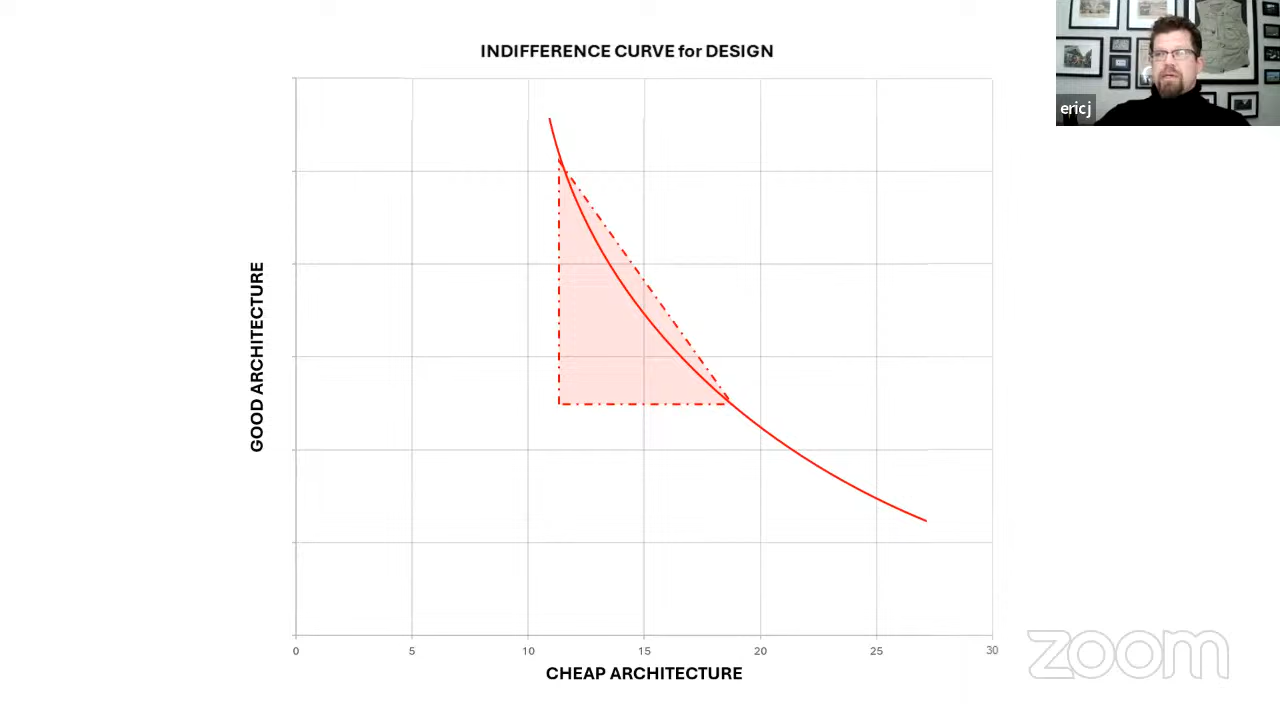 INDIFFERENCE CURVE for DESIGN
ericj
GOOD ARCHITECTURE
0 5 10 15 20 25 30
CHEAP ARCHITECTURE
zoom